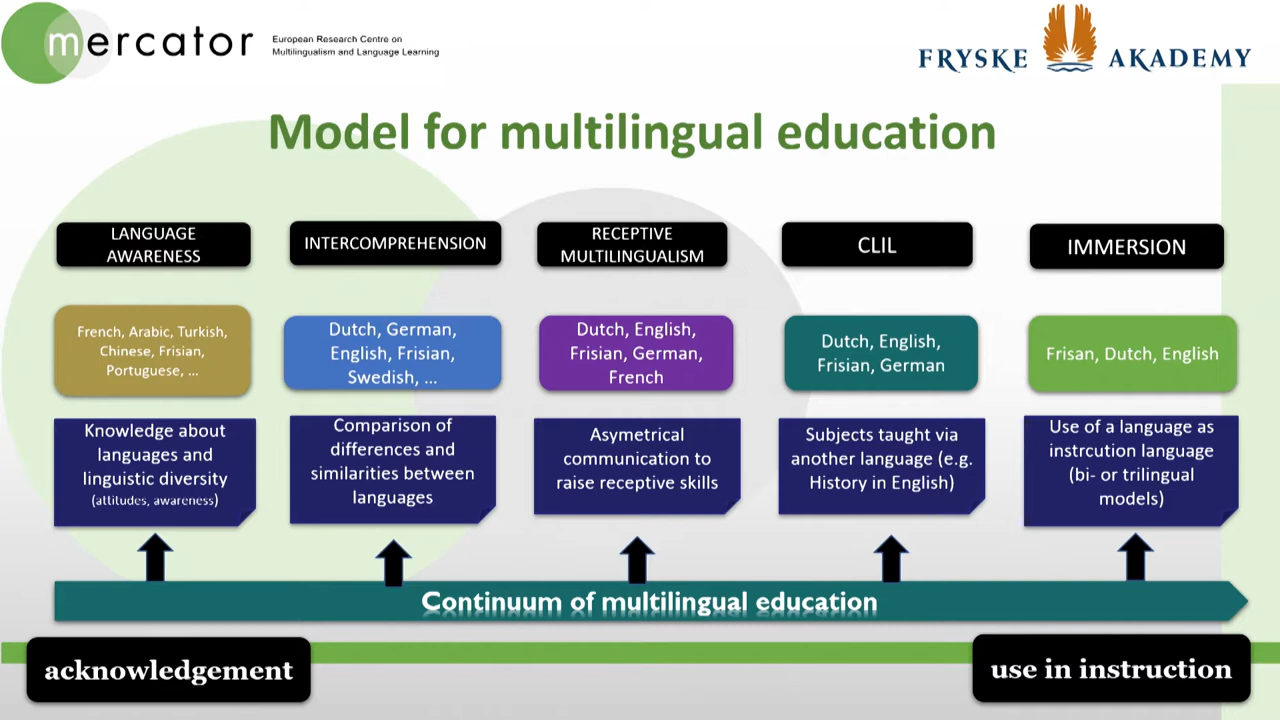 mercator
European Research Centre on
Multilingualism and Language Learning
FRYSKE AKADEMY
Model for multilingual education
LANGUAGE
AWARENESS
INTERCOMPREHENSION
RECEPTIVE
MULTILINGUALISM
CLIL
IMMERSION
French, Arabic, Turkish,
Chinese, Frisian,
Portuguese, ...
Dutch, German,
English, Frisian,
Swedish, ...
Dutch, English,
Frisian, German,
French
Dutch, English,
Frisian, German
Frisan, Dutch, English
Knowledge about
languages and
linguistic diversity
(attitudes, awareness)
Comparison of
differences and
similarities between
languages
Asymetrical
communication to
raise receptive skills
Subjects taught via
another language (e.g.
History in English)
Use of a language as
instrcution language
(bi- or trilingual
models)
Continuum of multilingual education
acknowledgement
use in instruction